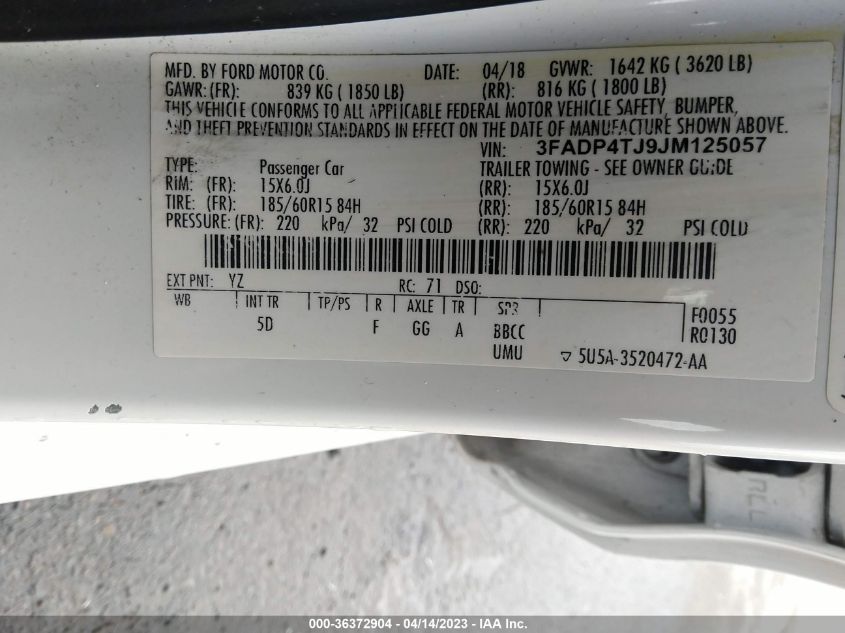 MFD. BY FORD MOTOR CO. DATE: 04/18 GVWR: 1642 KG ( 3620 LB)
GAWR:(FR): 839 KG ( 1850 LB) (RR): 816 KG ( 1800 LB)
THIS VEHICLE CONFORMS TO ALL APPLICABLE FEDERAL MOTOR VEHICLE SAFETY, BUMPER,
AND THEFT PREVENTION STANDARDS IN EFFECT ON THE DATE OF MANUFACTURE SHOWN ABOVE.
VIN: 3FADP4TJ9JM125057
TYPE: Passenger Car TRAILER TOWING - SEE OWNER GUIDE
RIM: (FR): 15X6.0J (RR): 15X6.0J
TIRE: (FR): 185/60R15 84H (RR): 185/60R15 84H
PRESSURE:(FR): 220 kPa/ 32 PSI COLD (RR): 220 kPa/ 32 PSI COLD
EXT PNT: YZ RC: 71 DSO:
WB INT TR TP/PS R AXLE TR SPR F0055
5D F GG A BBCC R0130
UMU 5U5A-3520472-AA
000-36372904 - 04/14/2023 - IAA Inc.